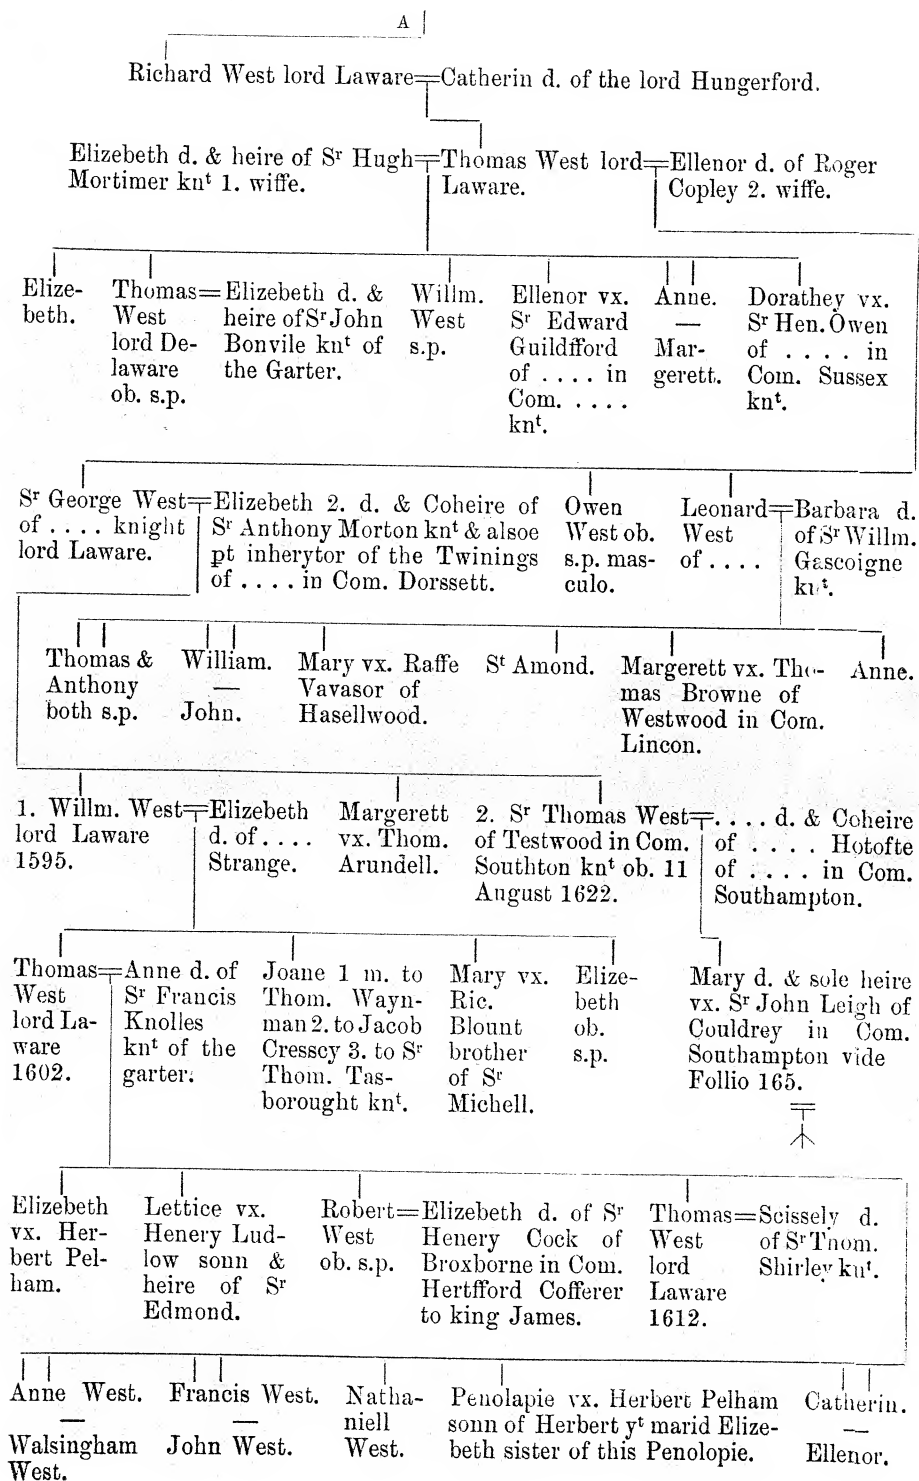 A
Richard West lord Laware Catherin d. of the lord Hungerford.
Elizebeth d. & heire of Sʳ Hugh
Mortimer knᵗ 1. wiffe.
Thomas West lord
Laware.
Ellenor d. of Roger
Copley 2. wiffe.
Elize-
beth.
Thomas
West
lord De-
laware
ob. s.p.
Elizebeth d. &
heire of Sʳ John
Bonvile knᵗ of
the Garter.
Willm.
West
s.p.
Ellenor vx.
Sʳ Edward
Guildfford
of . . . . in
Com. . . . . .
knᵗ.
Anne.
—
Mar-
gerett.
Dorathey vx.
Sʳ Hen. Owen
of . . . . in
Com. Sussex
knᵗ.
Sʳ George West
of . . . . knight
lord Laware.
Elizebeth 2. d. & Coheire of
Sʳ Anthony Morton knᵗ & alsoe
pt inherytor of the Twinings
of . . . . in Com. Dorssett.
Owen
West ob.
s.p. mas-
culo.
Leonard
West
of . . . .
Barbara d.
of Sʳ Willm.
Gascoigne
knᵗ.
Thomas &
Anthony
both s.p.
William.
—
John.
Mary vx. Raffe
Vavasor of
Hasellwood.
Sᵗ Amond.
Margerett vx. Tho-
mas Browne of
Westwood in Com.
Lincon.
Anne.
1. Willm. West
lord Laware
1595.
Elizebeth
d. of . . . .
Strange.
Margerett
vx. Thom.
Arundell.
2. Sʳ Thomas West
of Testwood in Com.
Southton knᵗ ob. 11
August 1622.
. . . . d. & Coheire
of . . . . Hotofte
of . . . . in Com.
Southampton.
Thomas
West
lord La-
ware
1602.
Anne d. of
Sʳ Francis
Knolles
knᵗ of the
garter.
Joane 1 m. to
Thom. Wayn-
man 2. to Jacob
Cresscy 3. to Sʳ
Thom. Tas-
borought knᵗ.
Mary vx.
Ric.
Blount
brother
of Sʳ
Michell.
Elize-
beth
ob.
s.p.
Mary d. & sole heire
vx. Sʳ John Leigh of
Couldrey in Com.
Southampton vide
Follio 165.
Elizebeth
vx. Her-
bert Pel-
ham.
Lettice vx.
Henery Lud-
low sonn &
heire of Sʳ
Edmond.
Robert
West
ob. s.p.
Elizebeth d. of Sʳ
Henery Cock of
Broxborne in Com.
Hertfford Cofferer
to king James.
Thomas
West
lord
Laware
1612.
Scissely d.
of Sʳ Thom.
Shirley knᵗ.
Anne West.
—
Walsingham
West.
Francis West.
—
John West.
Natha-
niell
West.
Penolapie vx. Herbert Pelham
sonn of Herbert yᵗ marid Elize-
beth sister of this Penolopie.
Catherin.
—
Ellenor.